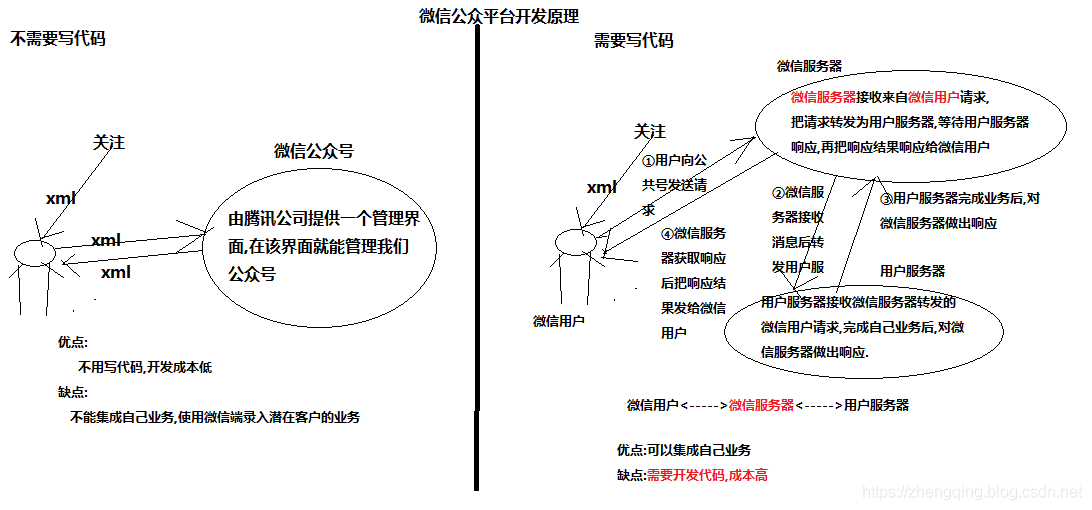 微信公众平台开发原理
不需要写代码
关注
微信公众号
xml
xml
xml
由腾讯公司提供一个管理界
面,在该界面就能管理我们
公众号
优点:
不用写代码,开发成本低
缺点:
不能集成自己业务,使用微信端录入潜在客户的业务
需要写代码
微信服务器
微信服务器接收来自微信用户请求,
把请求转发为用户服务器,等待用户服务器
响应,再把响应结果响应给微信用户
关注
xml
①用户向公
共号发送请
求
②微信服
务器接收
消息后转
发用户服
③用户服务器完成业务后,对
微信服务器做出响应
④微信服务
器获取响应
后把响应结
果发给微信
用户
用户服务器
微信用户
用户服务器接收微信服务器转发的
微信用户请求,完成自己业务后,对微
信服务器做出响应.
微信用户<----->微信服务器<----->用户服务器
优点:可以集成自己业务
缺点:需要开发代码,成本高
https://zhengqing.blog.csdn.net